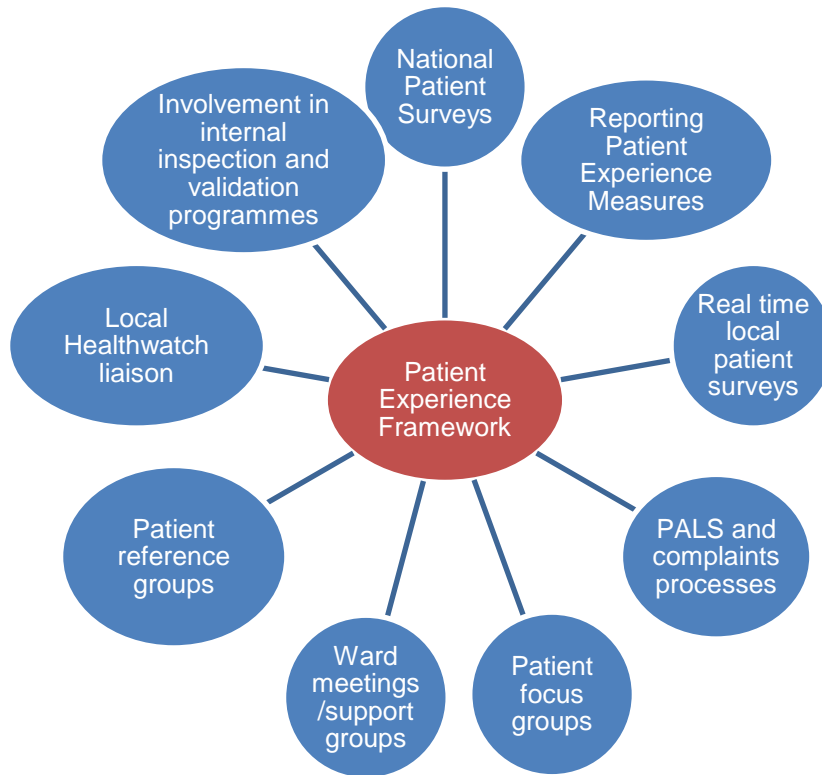 National
Patient
Surveys
Reporting
Patient
Experience
Measures
Real time
local
patient
surveys
PALS and
complaints
processes
Patient
focus
groups
Ward
meetings
/support
groups
Patient
reference
groups
Local
Healthwatch
liaison
Involvement in
internal
inspection and
validation
programmes
Patient
Experience
Framework